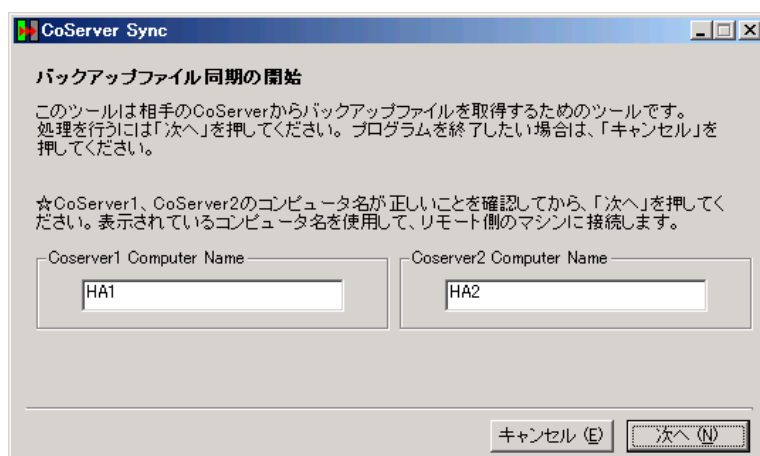 CoServer Sync
バックアップファイル同期の開始
このツールは相手のCoServerからバックアップファイルを取得するためのツールです。
処理を行うには「次へ」を押してください。プログラムを終了したい場合は、「キャンセル」を
押してください。
☆CoServer1、CoServer2のコンピュータ名が正しいことを確認してから、「次へ」を押してく
ださい。表示されているコンピュータ名を使用して、リモート側のマシンに接続します。
Coserver1 Computer Name
HA1
Coserver2 Computer Name
HA2
キャンセル (E)
次へ (N)